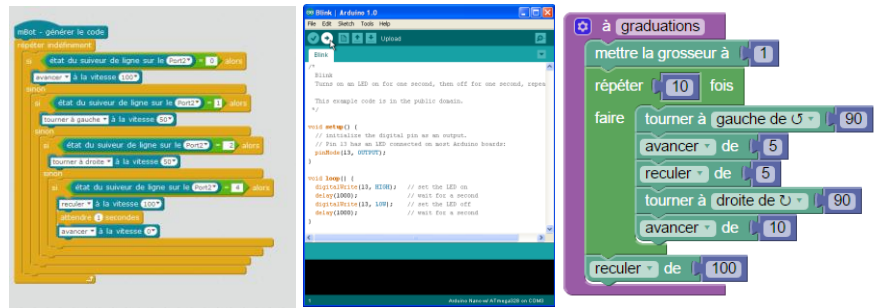 mBot - générer le code
répéter indéfiniment
si état du suiveur de ligne sur le Port2 = 0 alors
avancer à la vitesse 100
sinon
si état du suiveur de ligne sur le Port2 = 1 alors
tourner à gauche à la vitesse 50
sinon
si état du suiveur de ligne sur le Port2 = 2 alors
tourner à droite à la vitesse 50
sinon
si état du suiveur de ligne sur le Port2 = 4 alors
reculer à la vitesse 100
attendre 1 secondes
avancer à la vitesse 0
Blink | Arduino 1.0
File Edit Sketch Tools Help
Upload
Blink
/*
Blink
Turns on an LED on for one second, then off for one second, repea
This example code is in the public domain.
*/
void setup() {
// initialize the digital pin as an output.
// Pin 13 has an LED connected on most Arduino boards:
pinMode(13, OUTPUT);
}
void loop() {
digitalWrite(13, HIGH); // set the LED on
delay(1000); // wait for a second
digitalWrite(13, LOW); // set the LED off
delay(1000); // wait for a second
}
1 Arduino Nano w/ ATmega328 on COM3
à graduations
mettre la grosseur à 1
répéter 10 fois
faire tourner à gauche de ↺ 90
avancer de 5
reculer de 5
tourner à droite de ↻ 90
avancer de 10
reculer de 100